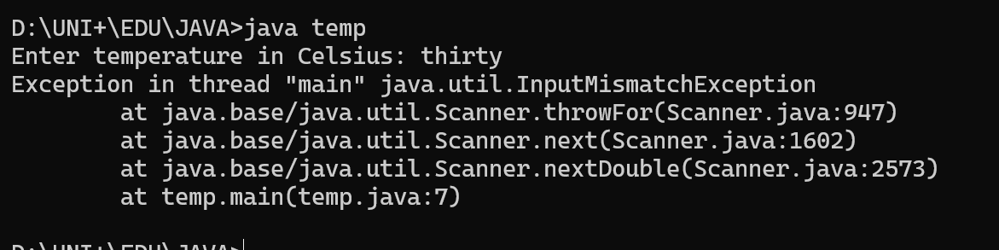 D:\UNI+\EDU\JAVA>java temp
Enter temperature in Celsius: thirty
Exception in thread "main" java.util.InputMismatchException
        at java.base/java.util.Scanner.throwFor(Scanner.java:947)
        at java.base/java.util.Scanner.next(Scanner.java:1602)
        at java.base/java.util.Scanner.nextDouble(Scanner.java:2573)
        at temp.main(temp.java:7)
D:\UNI+\EDU\JAVA>